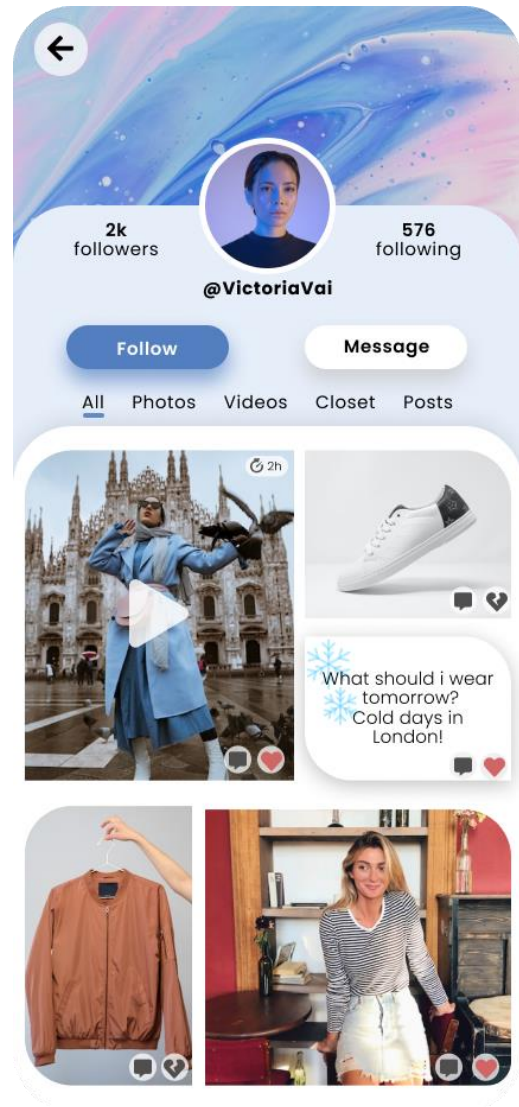 2k
followers
576
following
@VictoriaVai
Follow
Message
All Photos Videos Closet Posts
2h
What should i wear
tomorrow?
Cold days in
London!